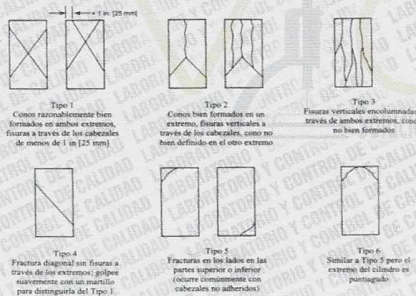 < 1 in. [25 mm]
Tipo 1
Conos razonablemente bien
formados en ambos extremos,
fisuras a través de los cabezales
de menos de 1 in [25 mm]
Tipo 2
Conos bien formados en un
extremo, fisuras verticales a
través de los cabezales, cono no
bien definido en el otro extremo
Tipo 3
Fisuras verticales encolumnadas
través de ambos extremos, cono
no bien formados
Tipo 4
Fractura diagonal sin fisuras a
través de los extremos; golpee
suavemente con un martillo
para distinguirla del Tipo 1
Tipo 5
Fracturas en los lados en las
partes superior o inferior
(ocurre comúnmente con
cabezales no adheridos)
Tipo 6
Similar a Tipo 5 pero el
extremo del cilindro es
puntiagudo